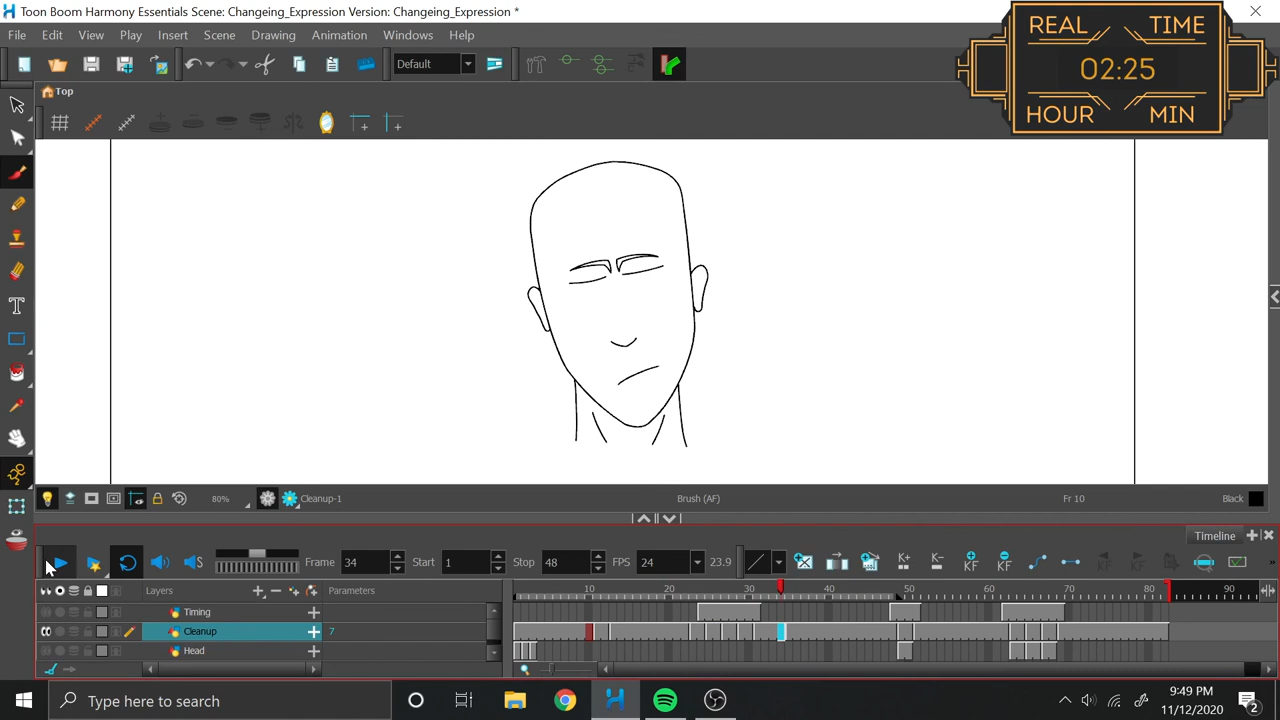 Toon Boom Harmony Essentials Scene: Changeing_Expression Version: Changeing_Expression *
File Edit View Play Insert Scene Drawing Animation Windows Help
Default
Top
REAL TIME
02:25
HOUR MIN
T
80% Cleanup-1 Brush (AF) Fr 10 Black
Timeline
Frame 34 Start 1 Stop 48 FPS 24 23.9 K+ K- KF KF
Layers Parameters 10 20 30 40 50 60 70 80 90
Timing
Cleanup 7
Head
Type here to search
9:49 PM
11/12/2020
2